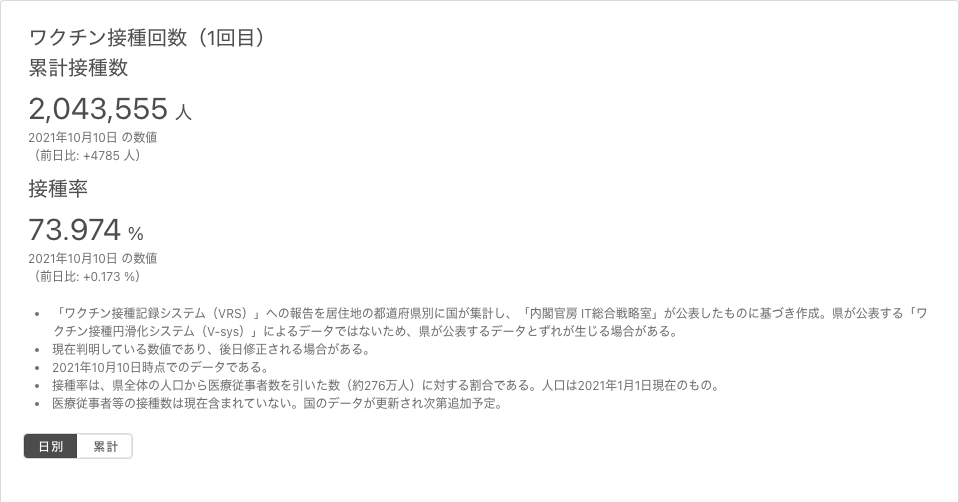 ワクチン接種回数（1回目）
累計接種数
2,043,555 人
2021年10月10日 の数値
（前日比: +4785 人）
接種率
73.974 %
2021年10月10日 の数値
（前日比: +0.173 %）
• 「ワクチン接種記録システム（VRS）」への報告を居住地の都道府県別に国が集計し、「内閣官房 IT総合戦略室」が公表したものに基づき作成。県が公表する「ワ
クチン接種円滑化システム（V-sys）」によるデータではないため、県が公表するデータとずれが生じる場合がある。
• 現在判明している数値であり、後日修正される場合がある。
• 2021年10月10日時点でのデータである。
• 接種率は、県全体の人口から医療従事者数を引いた数（約276万人）に対する割合である。人口は2021年1月1日現在のもの。
• 医療従事者等の接種数は現在含まれていない。国のデータが更新され次第追加予定。
日別 累計